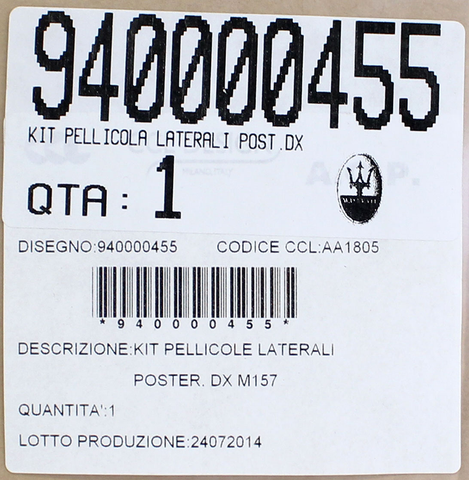 940000455
KIT PELLICOLA LATERALI POST.DX
QTA: 1
DISEGNO:940000455 CODICE CCL:AA1805
*940000455*
DESCRIZIONE:KIT PELLICOLE LATERALI
POSTER. DX M157
QUANTITA':1
LOTTO PRODUZIONE:24072014